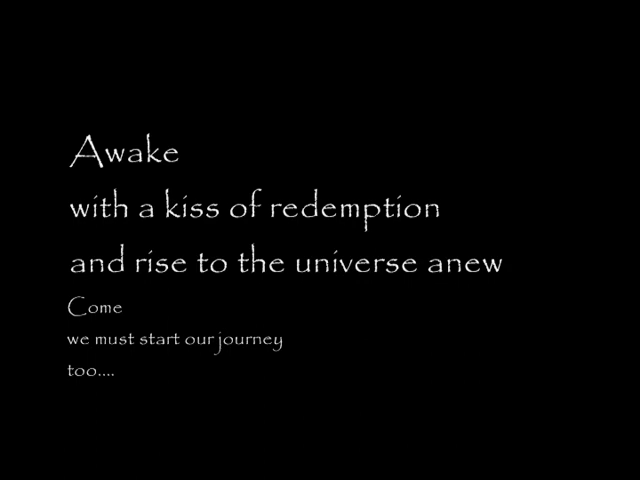 Awake
with a kiss of redemption
and rise to the universe anew
Come
we must start our journey
too....